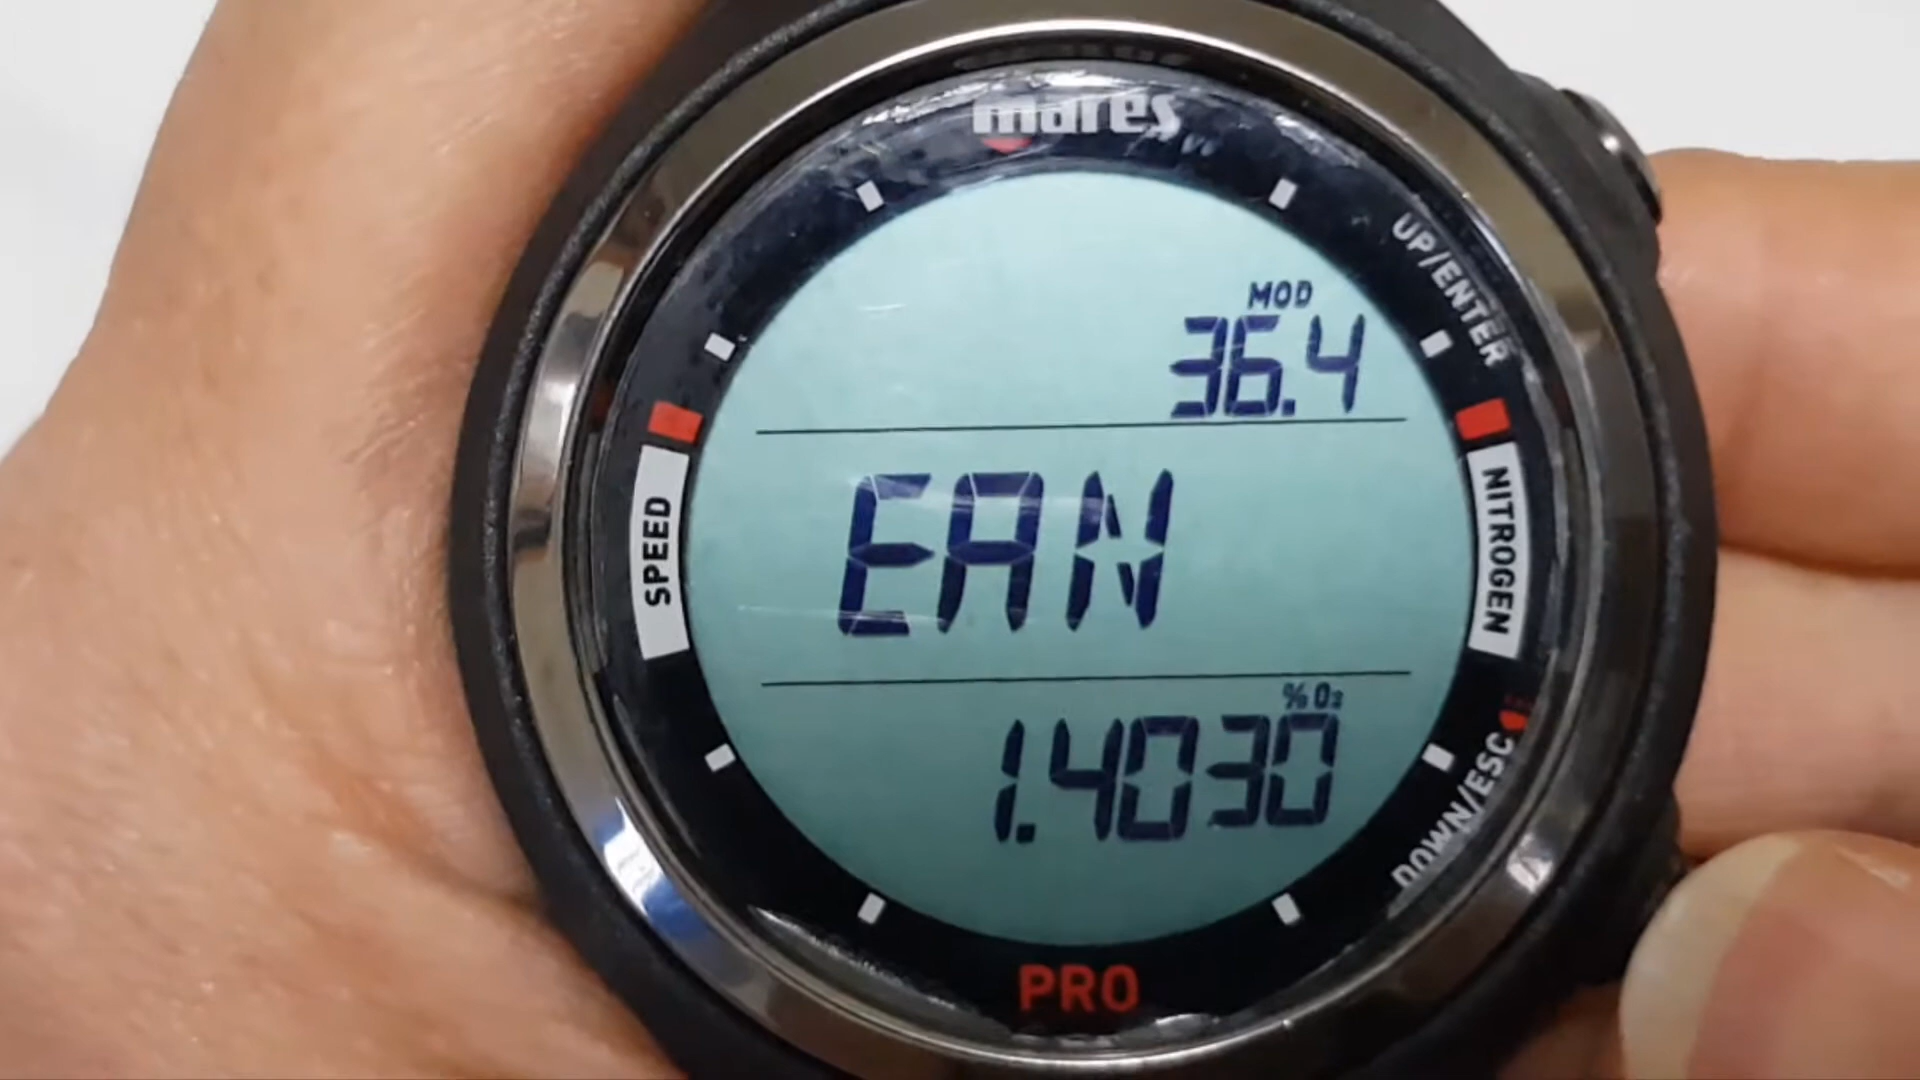 mares
UP/ENTER
MOD
36.4
SPEED
EAN
NITROGEN
% O₂
1.40 30
DOWN/ESC
PRO